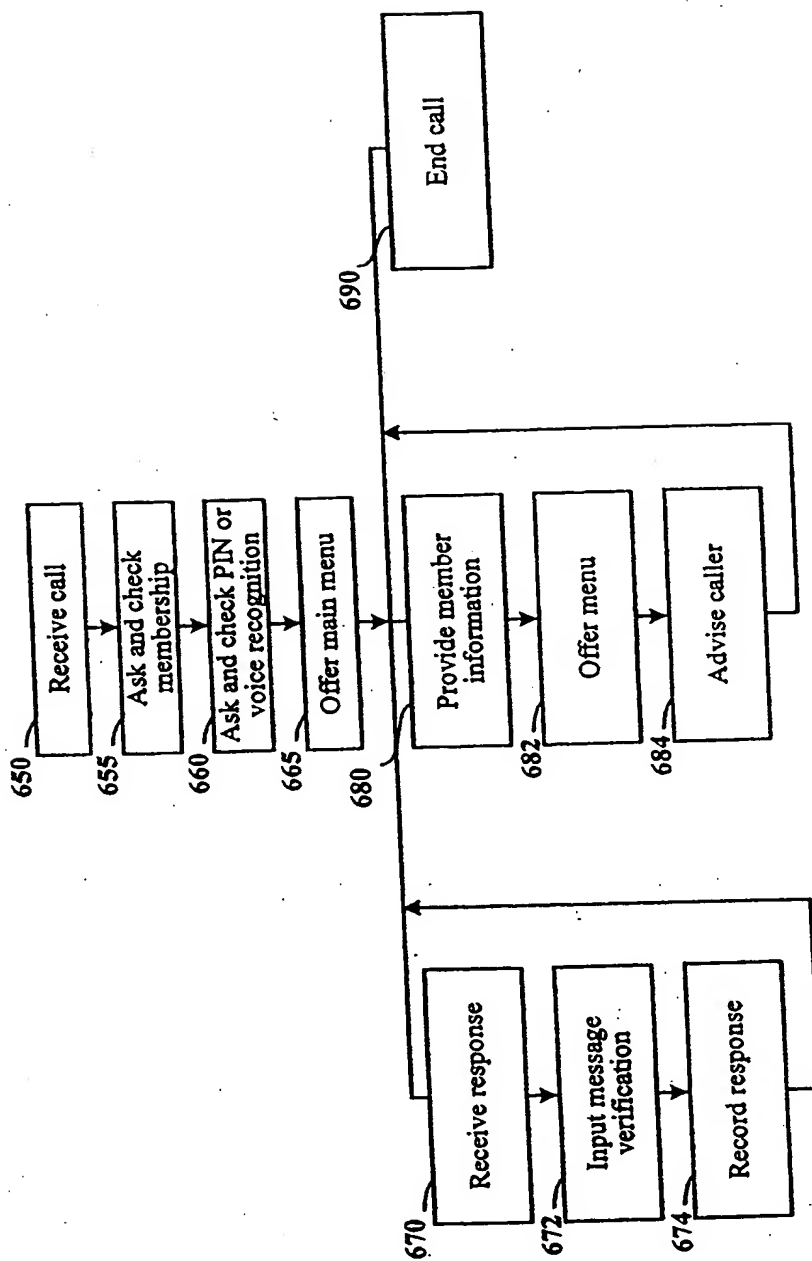 650
Receive call
655
Ask and check
membership
660
Ask and check PIN or
voice recognition
665
Offer main menu
670
Receive response
672
Input message
verification
674
Record response
680
Provide member
information
682
Offer menu
684
Advise caller
690
End call